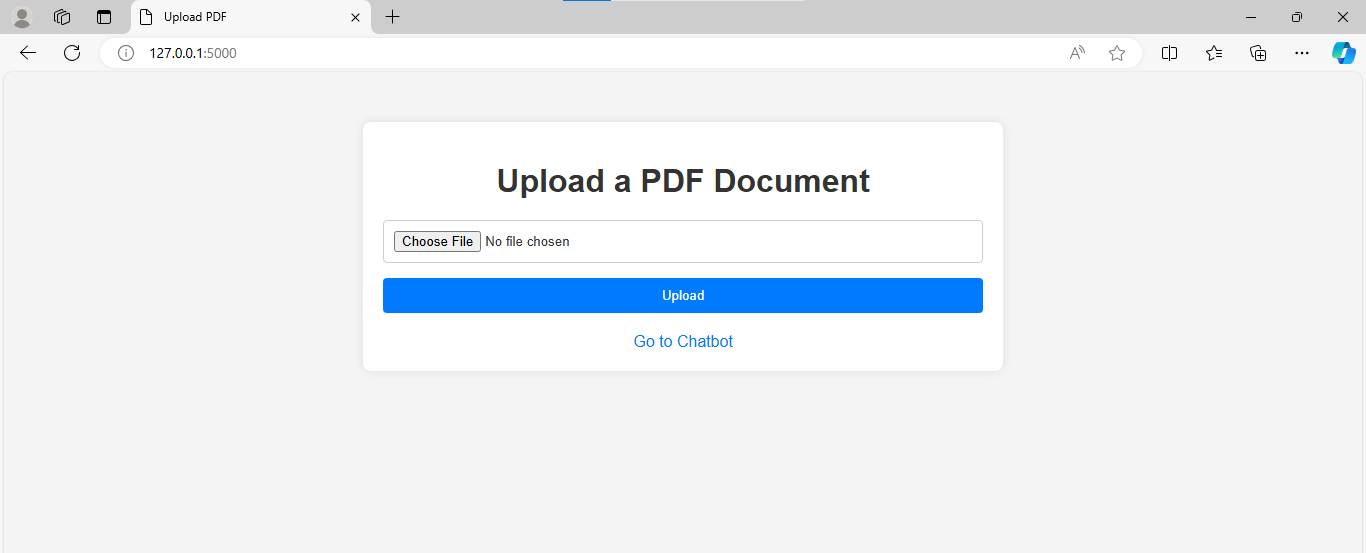 Upload PDF
127.0.0.1:5000
Upload a PDF Document
Choose File No file chosen
Upload
Go to Chatbot